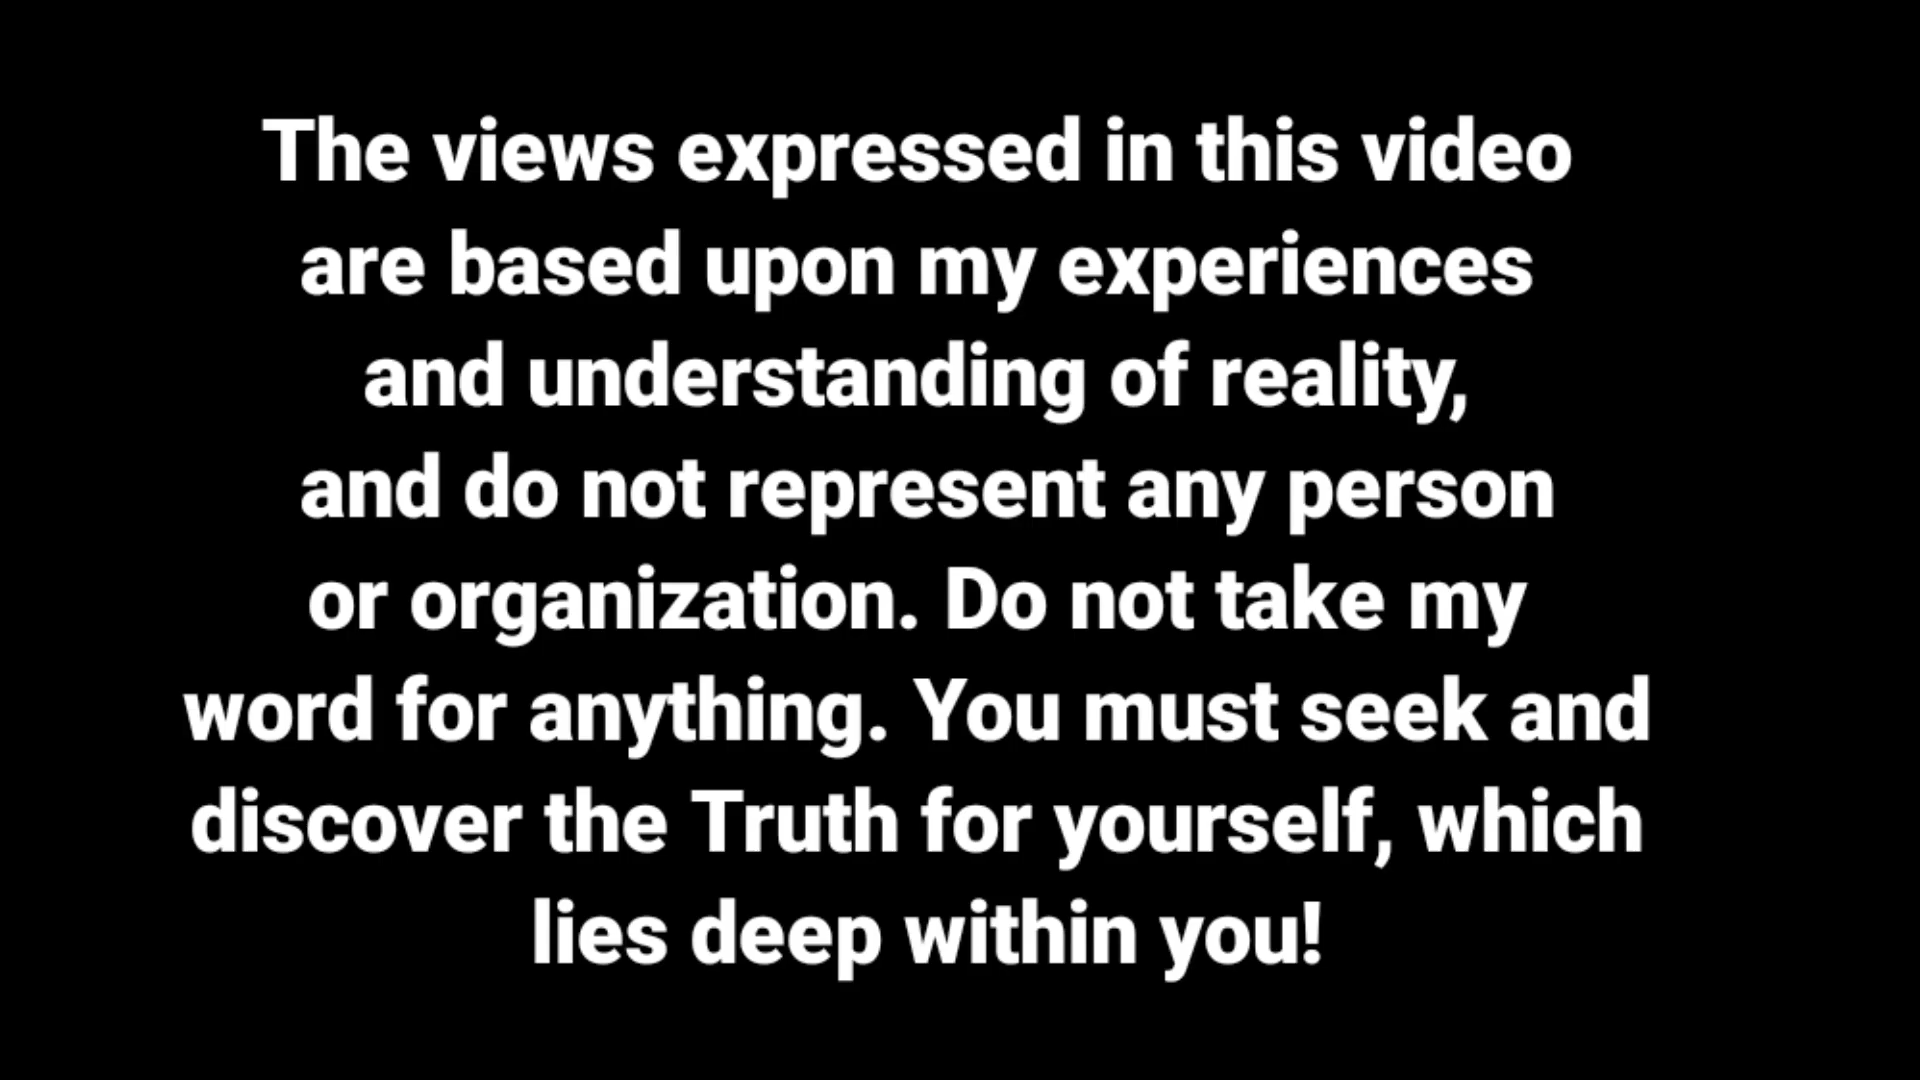 The views expressed in this video
are based upon my experiences
and understanding of reality,
and do not represent any person
or organization. Do not take my
word for anything. You must seek and
discover the Truth for yourself, which
lies deep within you!